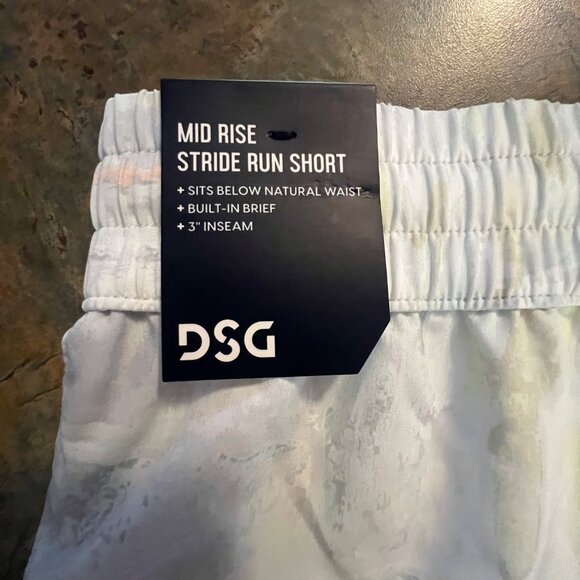 MID RISE
STRIDE RUN SHORT
+ SITS BELOW NATURAL WAIST
+ BUILT-IN BRIEF
+ 3" INSEAM
DSG